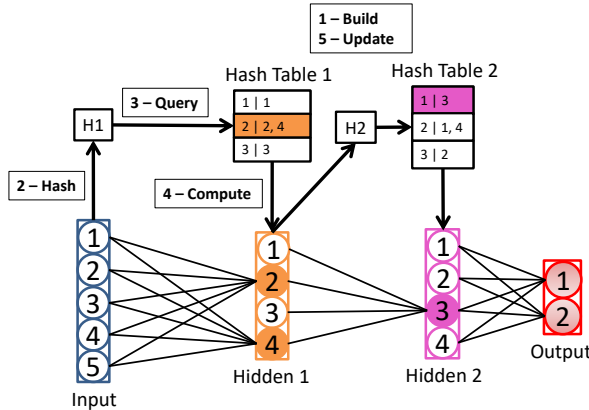 1 – Build
5 – Update
Hash Table 1
Hash Table 2
3 – Query
1 | 1
2 | 2, 4
3 | 3
1 | 3
2 | 1, 4
3 | 2
H1
H2
2 – Hash
4 – Compute
1
2
3
4
5
1
2
3
4
1
2
3
4
1
2
Input
Hidden 1
Hidden 2
Output